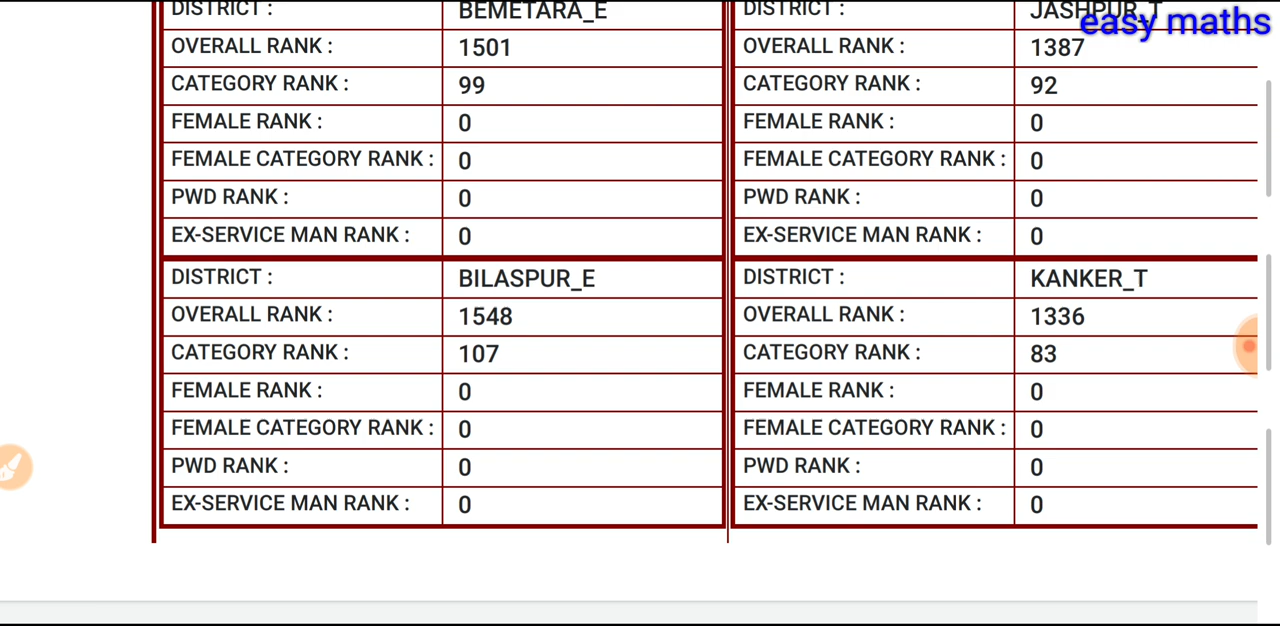 DISTRICT : BEMETARA_E DISTRICT : JASHPUR_T
easy maths
OVERALL RANK : 1501 OVERALL RANK : 1387
CATEGORY RANK : 99 CATEGORY RANK : 92
FEMALE RANK : 0 FEMALE RANK : 0
FEMALE CATEGORY RANK : 0 FEMALE CATEGORY RANK : 0
PWD RANK : 0 PWD RANK : 0
EX-SERVICE MAN RANK : 0 EX-SERVICE MAN RANK : 0
DISTRICT : BILASPUR_E DISTRICT : KANKER_T
OVERALL RANK : 1548 OVERALL RANK : 1336
CATEGORY RANK : 107 CATEGORY RANK : 83
FEMALE RANK : 0 FEMALE RANK : 0
FEMALE CATEGORY RANK : 0 FEMALE CATEGORY RANK : 0
PWD RANK : 0 PWD RANK : 0
EX-SERVICE MAN RANK : 0 EX-SERVICE MAN RANK : 0